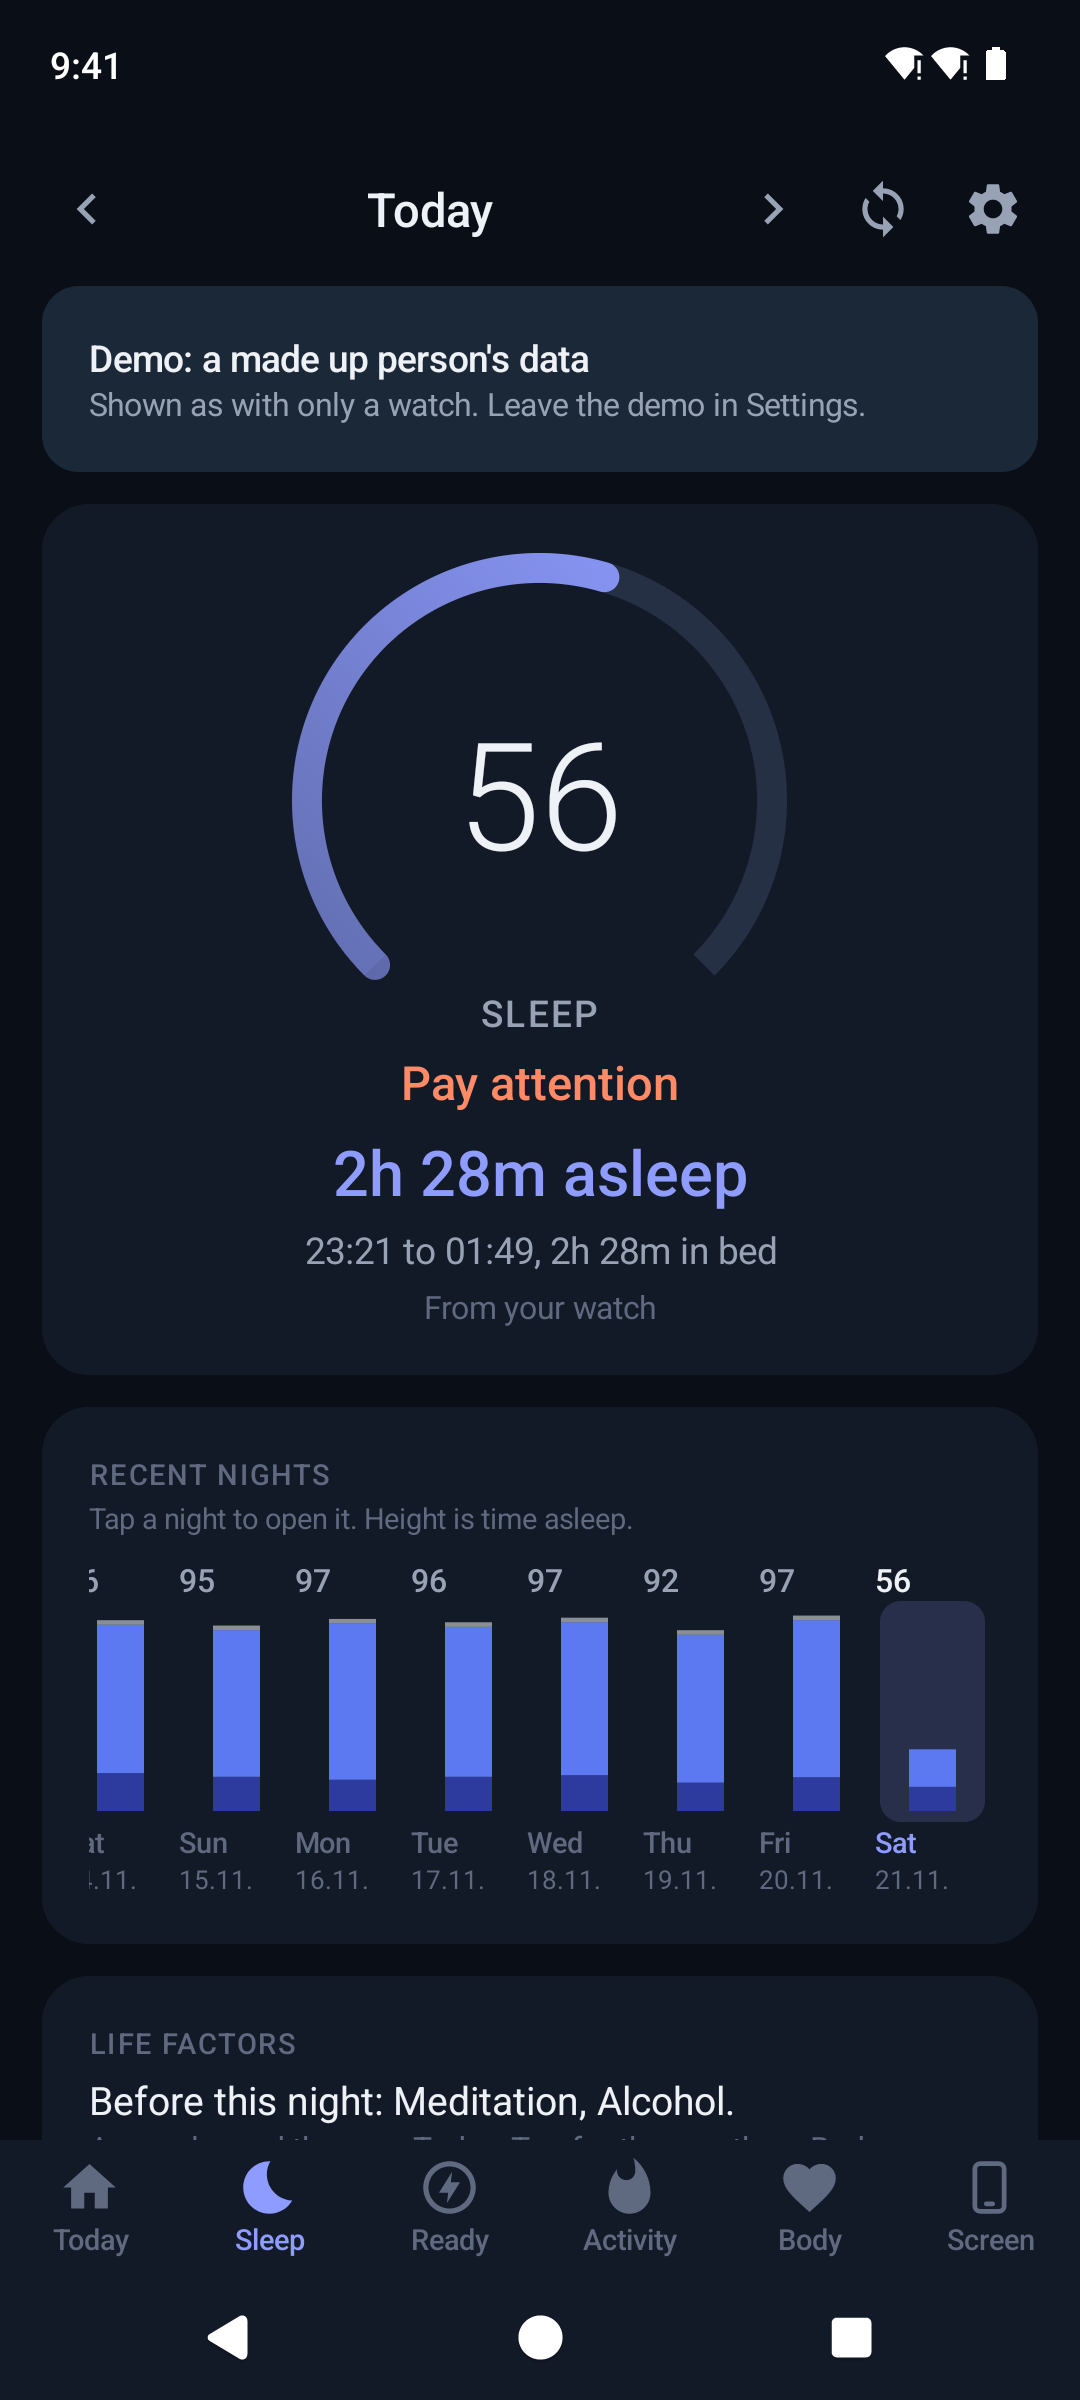 9:41
Today
Demo: a made up person's data
Shown as with only a watch. Leave the demo in Settings.
56
SLEEP
Pay attention
2h 28m asleep
23:21 to 01:49, 2h 28m in bed
From your watch
RECENT NIGHTS
Tap a night to open it. Height is time asleep.
95 97 96 97 92 97 56
Sun Mon Tue Wed Thu Fri Sat
15.11. 16.11. 17.11. 18.11. 19.11. 20.11. 21.11.
LIFE FACTORS
Before this night: Meditation, Alcohol.
Today Sleep Ready Activity Body Screen